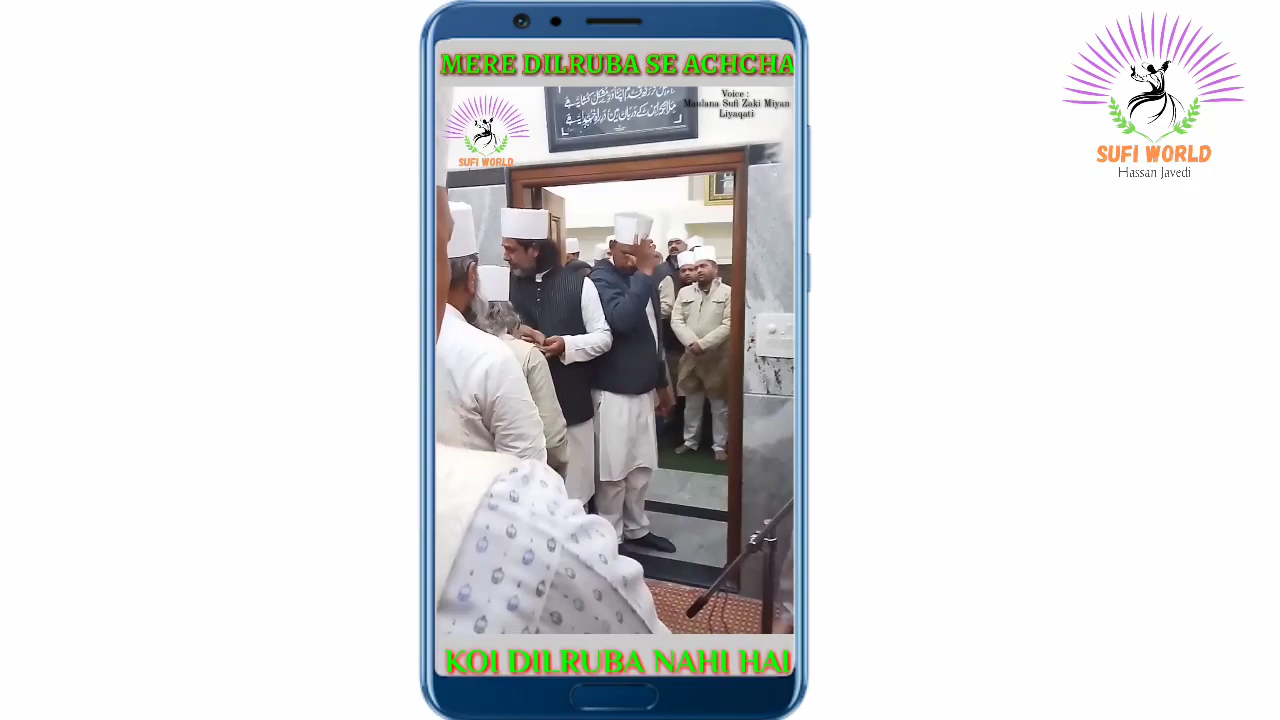 MERE DILRUBA SE ACHCHA
Voice :
Maulana Sufi Zaki Miyan
Liyaqati
SUFI WORLD
KOI DILRUBA NAHI HAI
SUFI WORLD
Hassan Javedi